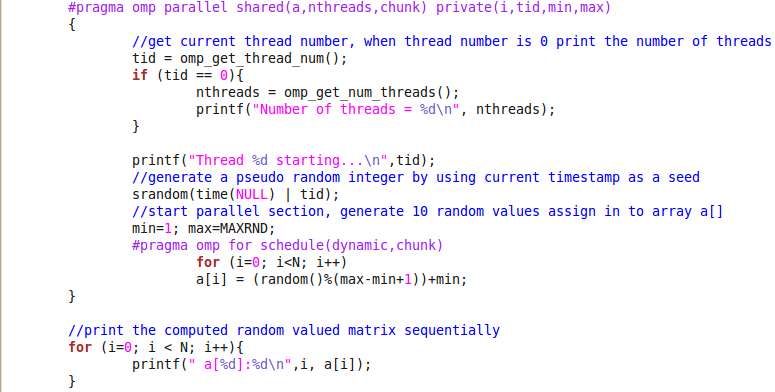 #pragma omp parallel shared(a,nthreads,chunk) private(i,tid,min,max)
{
//get current thread number, when thread number is 0 print the number of threads
tid = omp_get_thread_num();
if (tid == 0){
nthreads = omp_get_num_threads();
printf("Number of threads = %d\n", nthreads);
}
printf("Thread %d starting...\n",tid);
//generate a pseudo random integer by using current timestamp as a seed
srandom(time(NULL) | tid);
//start parallel section, generate 10 random values assign in to array a[]
min=1; max=MAXRND;
#pragma omp for schedule(dynamic,chunk)
for (i=0; i<N; i++)
a[i] = (random()%(max-min+1))+min;
}
//print the computed random valued matrix sequentially
for (i=0; i < N; i++){
printf(" a[%d]:%d\n",i, a[i]);
}